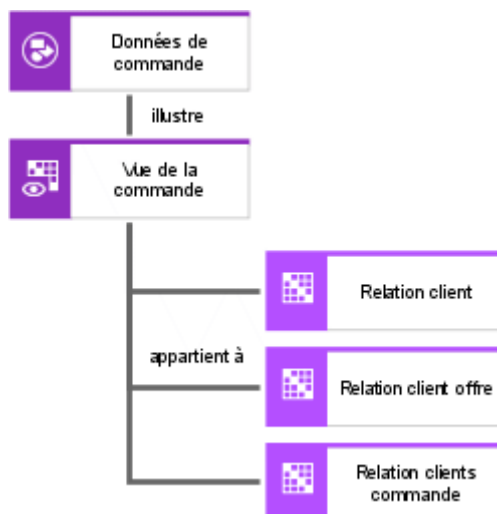 Données de
commande
illustre
Vue de la
commande
Relation client
appartient à
Relation client offre
Relation clients
commande